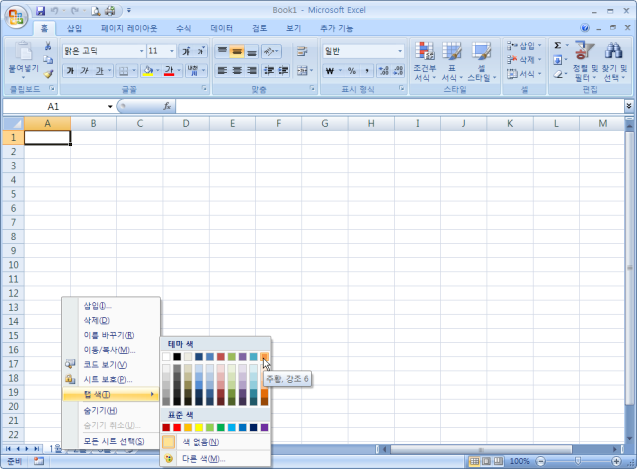 Book1 - Microsoft Excel
홈 삽입 페이지 레이아웃 수식 데이터 검토 보기 추가 기능
맑은 고딕 11 일반
붙여넣기 조건부 서식 표 서식 셀 스타일 삽입 삭제 서식 정렬 및 필터 찾기 및 선택
클립보드 글꼴 맞춤 표시 형식 스타일 셀 편집
A1 fx
A B C D E F G H I J K L M
1
2
3
4
5
6
7
8
9
10
11
12
13
14
15
16
17
18
19
20
21
22
삽입(I)...
삭제(D)
이름 바꾸기(R)
이동/복사(M)...
코드 보기(V)
시트 보호(P)...
탭 색(T)
숨기기(H)
숨기기 취소(U)...
모든 시트 선택(S)
테마 색
주황, 강조 6
표준 색
색 없음(N)
다른 색(M)...
1월
준비 100%